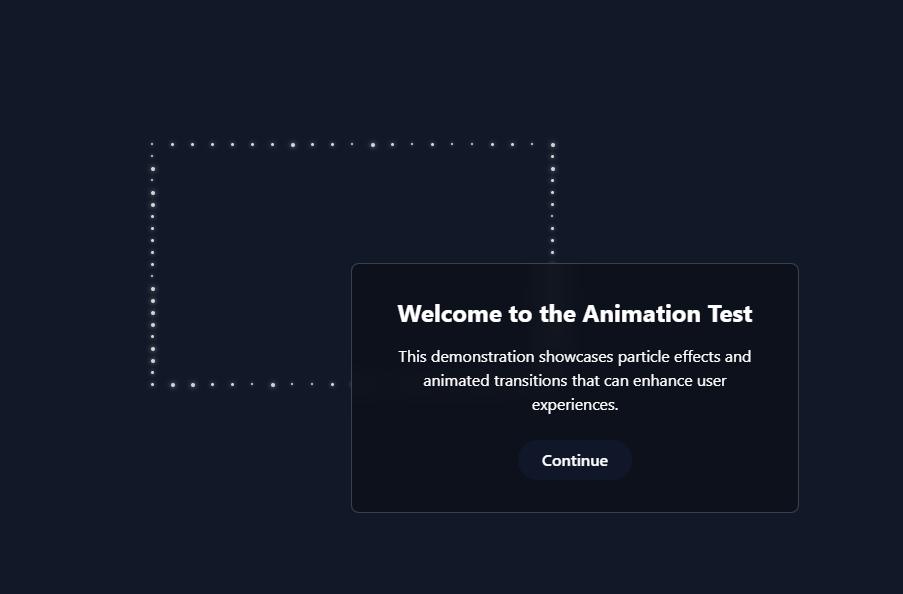 Welcome to the Animation Test
This demonstration showcases particle effects and
animated transitions that can enhance user
experiences.
Continue